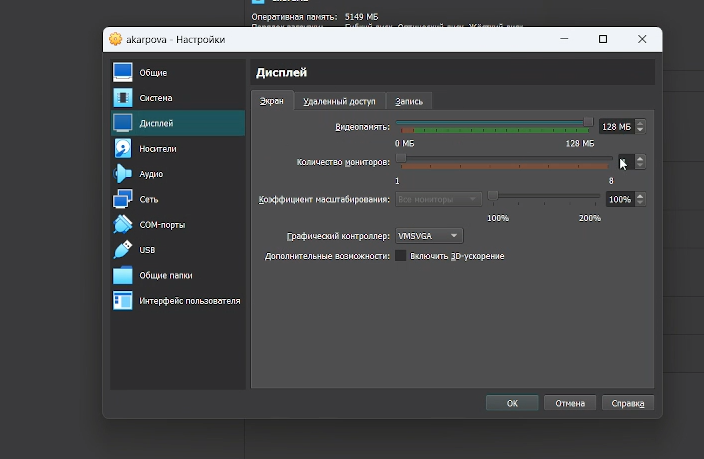 Оперативная память: 5149 МБ
akarpova - Настройки
Общие
Система
Дисплей
Носители
Аудио
Сеть
COM-порты
USB
Общие папки
Интерфейс пользователя
Дисплей
Экран Удаленный доступ Запись
Видеопамять: 128 МБ
0 МБ 128 МБ
Количество мониторов:
1 8
Коэффициент масштабирования: Все мониторы 100%
100% 200%
Графический контроллер: VMSVGA
Дополнительные возможности: Включить 3D-ускорение
OK Отмена Справка